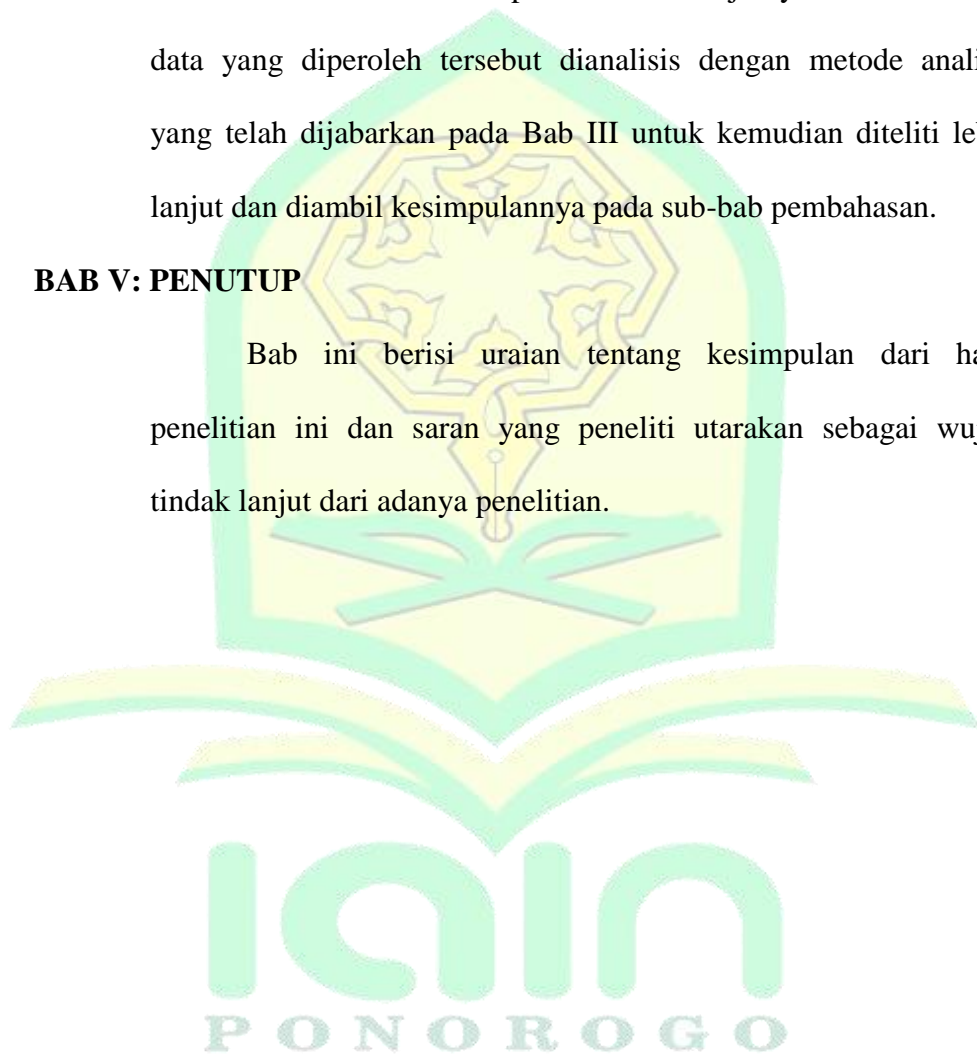 data yang diperoleh tersebut dianalisis dengan metode anali
yang telah dijabarkan pada Bab III untuk kemudian diteliti le
lanjut dan diambil kesimpulannya pada sub-bab pembahasan.
BAB V: PENUTUP
Bab ini berisi uraian tentang kesimpulan dari ha
penelitian ini dan saran yang peneliti utarakan sebagai wuj
tindak lanjut dari adanya penelitian.
iain
PONOROGO